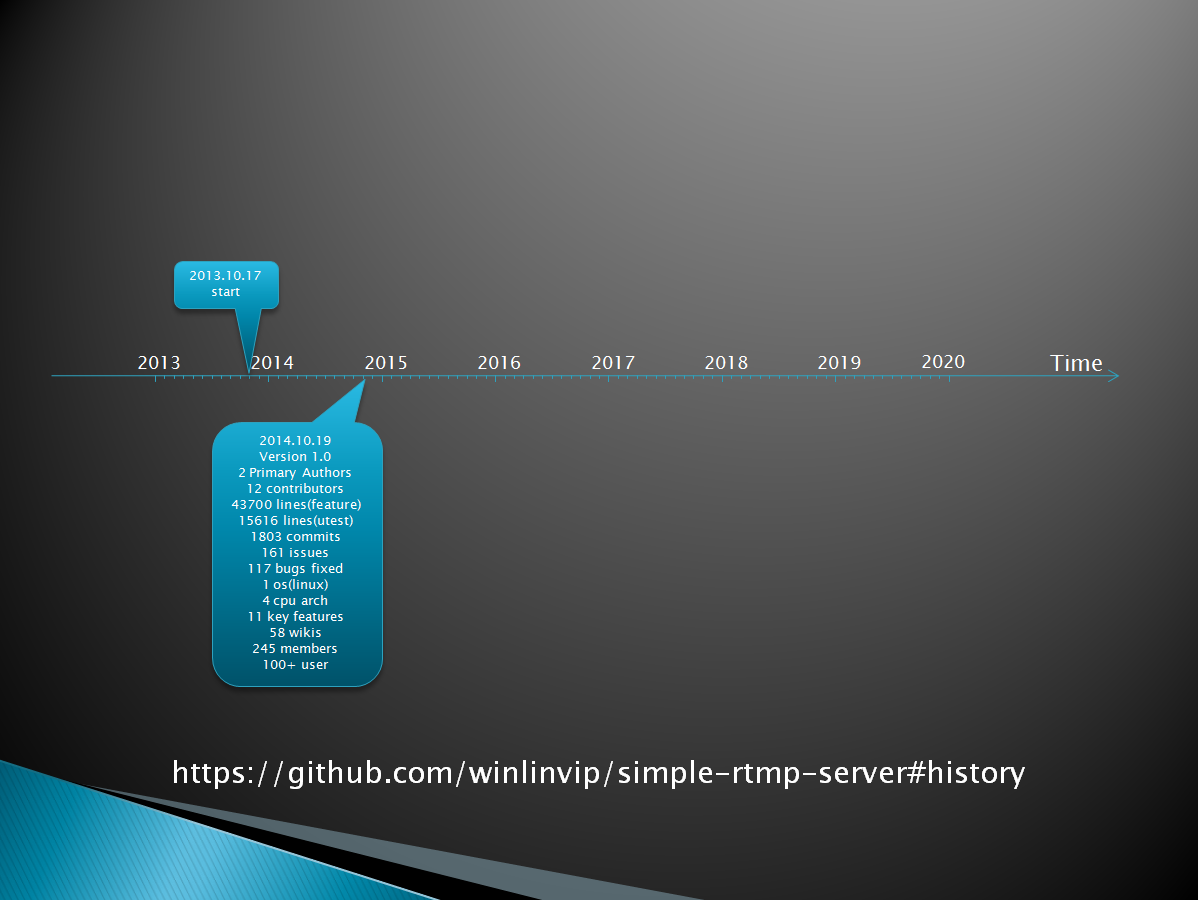 2013.10.17
start
2013 2014 2015 2016 2017 2018 2019 2020 Time
2014.10.19
Version 1.0
2 Primary Authors
12 contributors
43700 lines(feature)
15616 lines(utest)
1803 commits
161 issues
117 bugs fixed
1 os(linux)
4 cpu arch
11 key features
58 wikis
245 members
100+ user
https://github.com/winlinvip/simple-rtmp-server#history